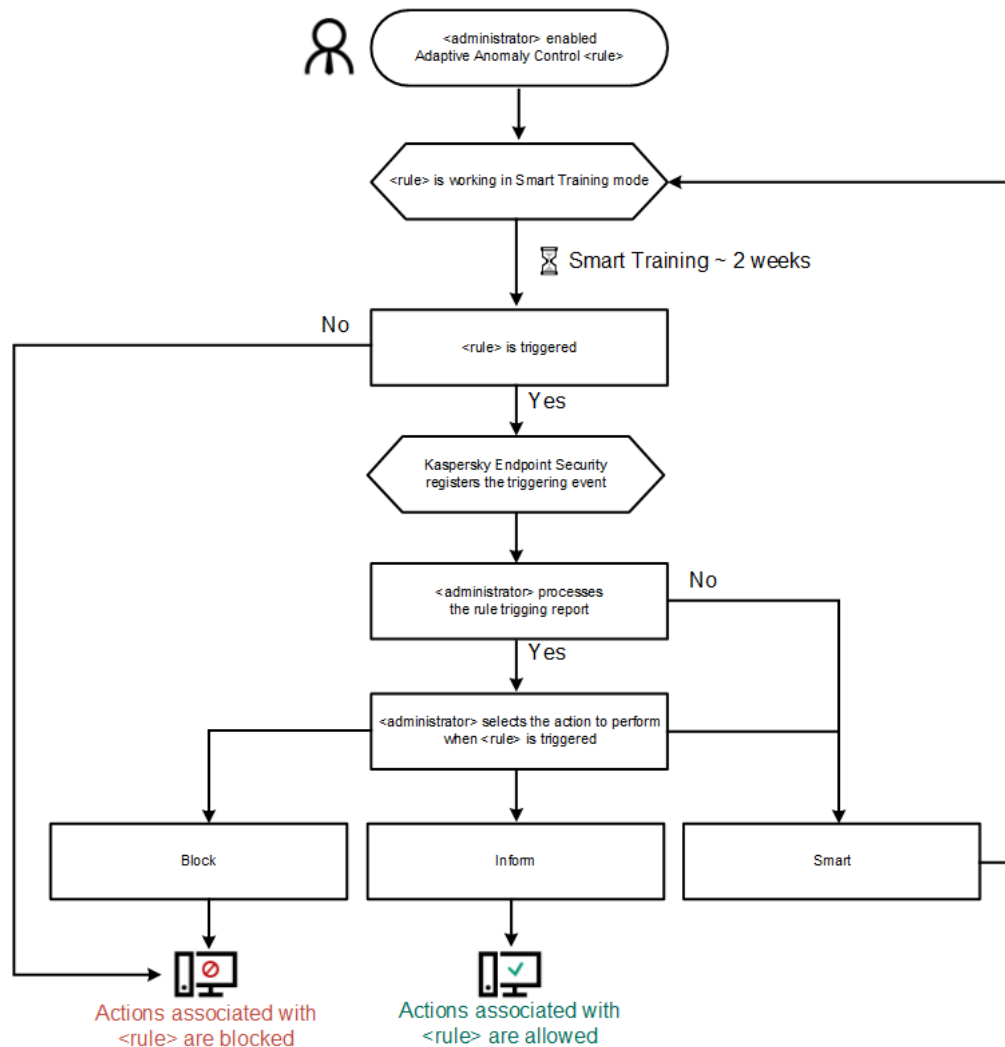 <administrator> enabled
Adaptive Anomaly Control <rule>
<rule> is working in Smart Training mode
Smart Training ~ 2 weeks
No
<rule> is triggered
Yes
Kaspersky Endpoint Security
registers the triggering event
<administrator> processes
the rule trigging report
No
Yes
<administrator> selects the action to perform
when <rule> is triggered
Block
Inform
Smart
Actions associated with
<rule> are blocked
Actions associated with
<rule> are allowed